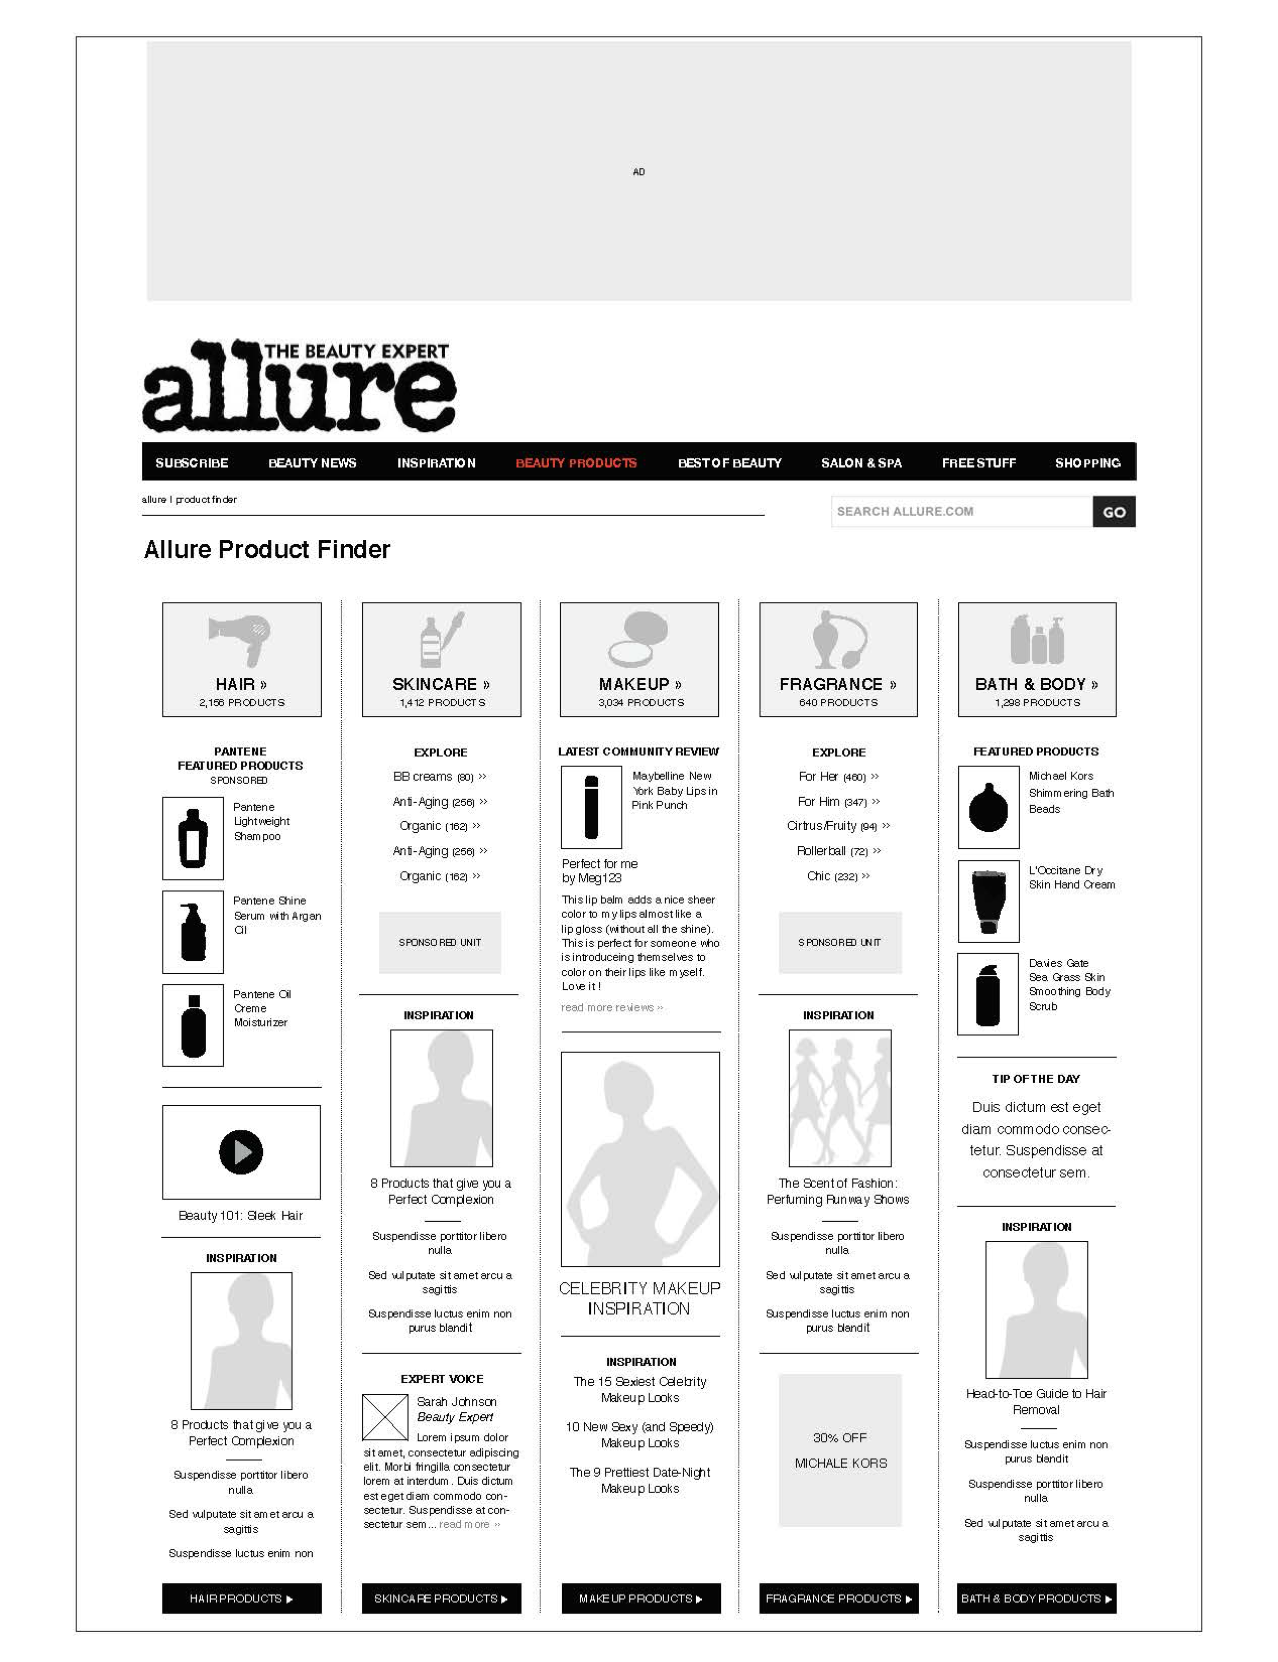 AD
THE BEAUTY EXPERT
allure
SUBSCRIBE BEAUTY NEWS INSPIRATION BEAUTY PRODUCTS BEST OF BEAUTY SALON & SPA FREE STUFF SHOPPING
allure | product finder
SEARCH ALLURE.COM GO
Allure Product Finder
HAIR »
2,156 PRODUCTS
PANTENE
FEATURED PRODUCTS
SPONSORED
Pantene
Lightweight
Shampoo
Pantene Shine
Serum with Argan
Oil
Pantene Oil
Creme
Moisturizer
Beauty 101: Sleek Hair
INSPIRATION
8 Products that give you a
Perfect Complexion
Suspendisse porttitor libero
nulla
Sed vulputate sit amet arcu a
sagittis
Suspendisse luctus enim non
HAIR PRODUCTS ▶
SKINCARE »
1,412 PRODUCTS
EXPLORE
BB creams (80) »
Anti-Aging (256) »
Organic (162) »
Anti-Aging (256) »
Organic (162) »
SPONSORED UNIT
INSPIRATION
8 Products that give you a
Perfect Complexion
Suspendisse porttitor libero
nulla
Sed vulputate sit amet arcu a
sagittis
Suspendisse luctus enim non
purus blandit
EXPERT VOICE
Sarah Johnson
Beauty Expert
Lorem ipsum dolor
sit amet, consectetur adipiscing
elit. Morbi fringilla consectetur
lorem at interdum. Duis dictum
est eget diam commodo con-
sectetur. Suspendisse at con-
sectetur sem... read more »
SKINCARE PRODUCTS ▶
MAKEUP »
3,034 PRODUCTS
LATEST COMMUNITY REVIEW
Maybelline New
York Baby Lips in
Pink Punch
Perfect for me
by Meg123
This lip balm adds a nice sheer
color to my lips almost like a
lip gloss (without all the shine).
This is perfect for someone who
is introduceing themselves to
color on their lips like myself.
Love it !
read more reviews »
CELEBRITY MAKEUP
INSPIRATION
INSPIRATION
The 15 Sexiest Celebrity
Makeup Looks
10 New Sexy (and Speedy)
Makeup Looks
The 9 Prettiest Date-Night
Makeup Looks
MAKEUP PRODUCTS ▶
FRAGRANCE »
640 PRODUCTS
EXPLORE
For Her (460) »
For Him (347) »
Cirtrus/Fruity (94) »
Rollerball (72) »
Chic (232) »
SPONSORED UNIT
INSPIRATION
The Scent of Fashion:
Perfuming Runway Shows
Suspendisse porttitor libero
nulla
Sed vulputate sit amet arcu a
sagittis
Suspendisse luctus enim non
purus blandit
30% OFF
MICHALE KORS
FRAGRANCE PRODUCTS ▶
BATH & BODY »
1,298 PRODUCTS
FEATURED PRODUCTS
Michael Kors
Shimmering Bath
Beads
L'Occitane Dry
Skin Hand Cream
Davies Gate
Sea Grass Skin
Smoothing Body
Scrub
TIP OF THE DAY
Duis dictum est eget
diam commodo consec-
tetur. Suspendisse at
consectetur sem.
INSPIRATION
Head-to-Toe Guide to Hair
Removal
Suspendisse luctus enim non
purus blandit
Suspendisse porttitor libero
nulla
Sed vulputate sit amet arcu a
sagittis
BATH & BODY PRODUCTS ▶